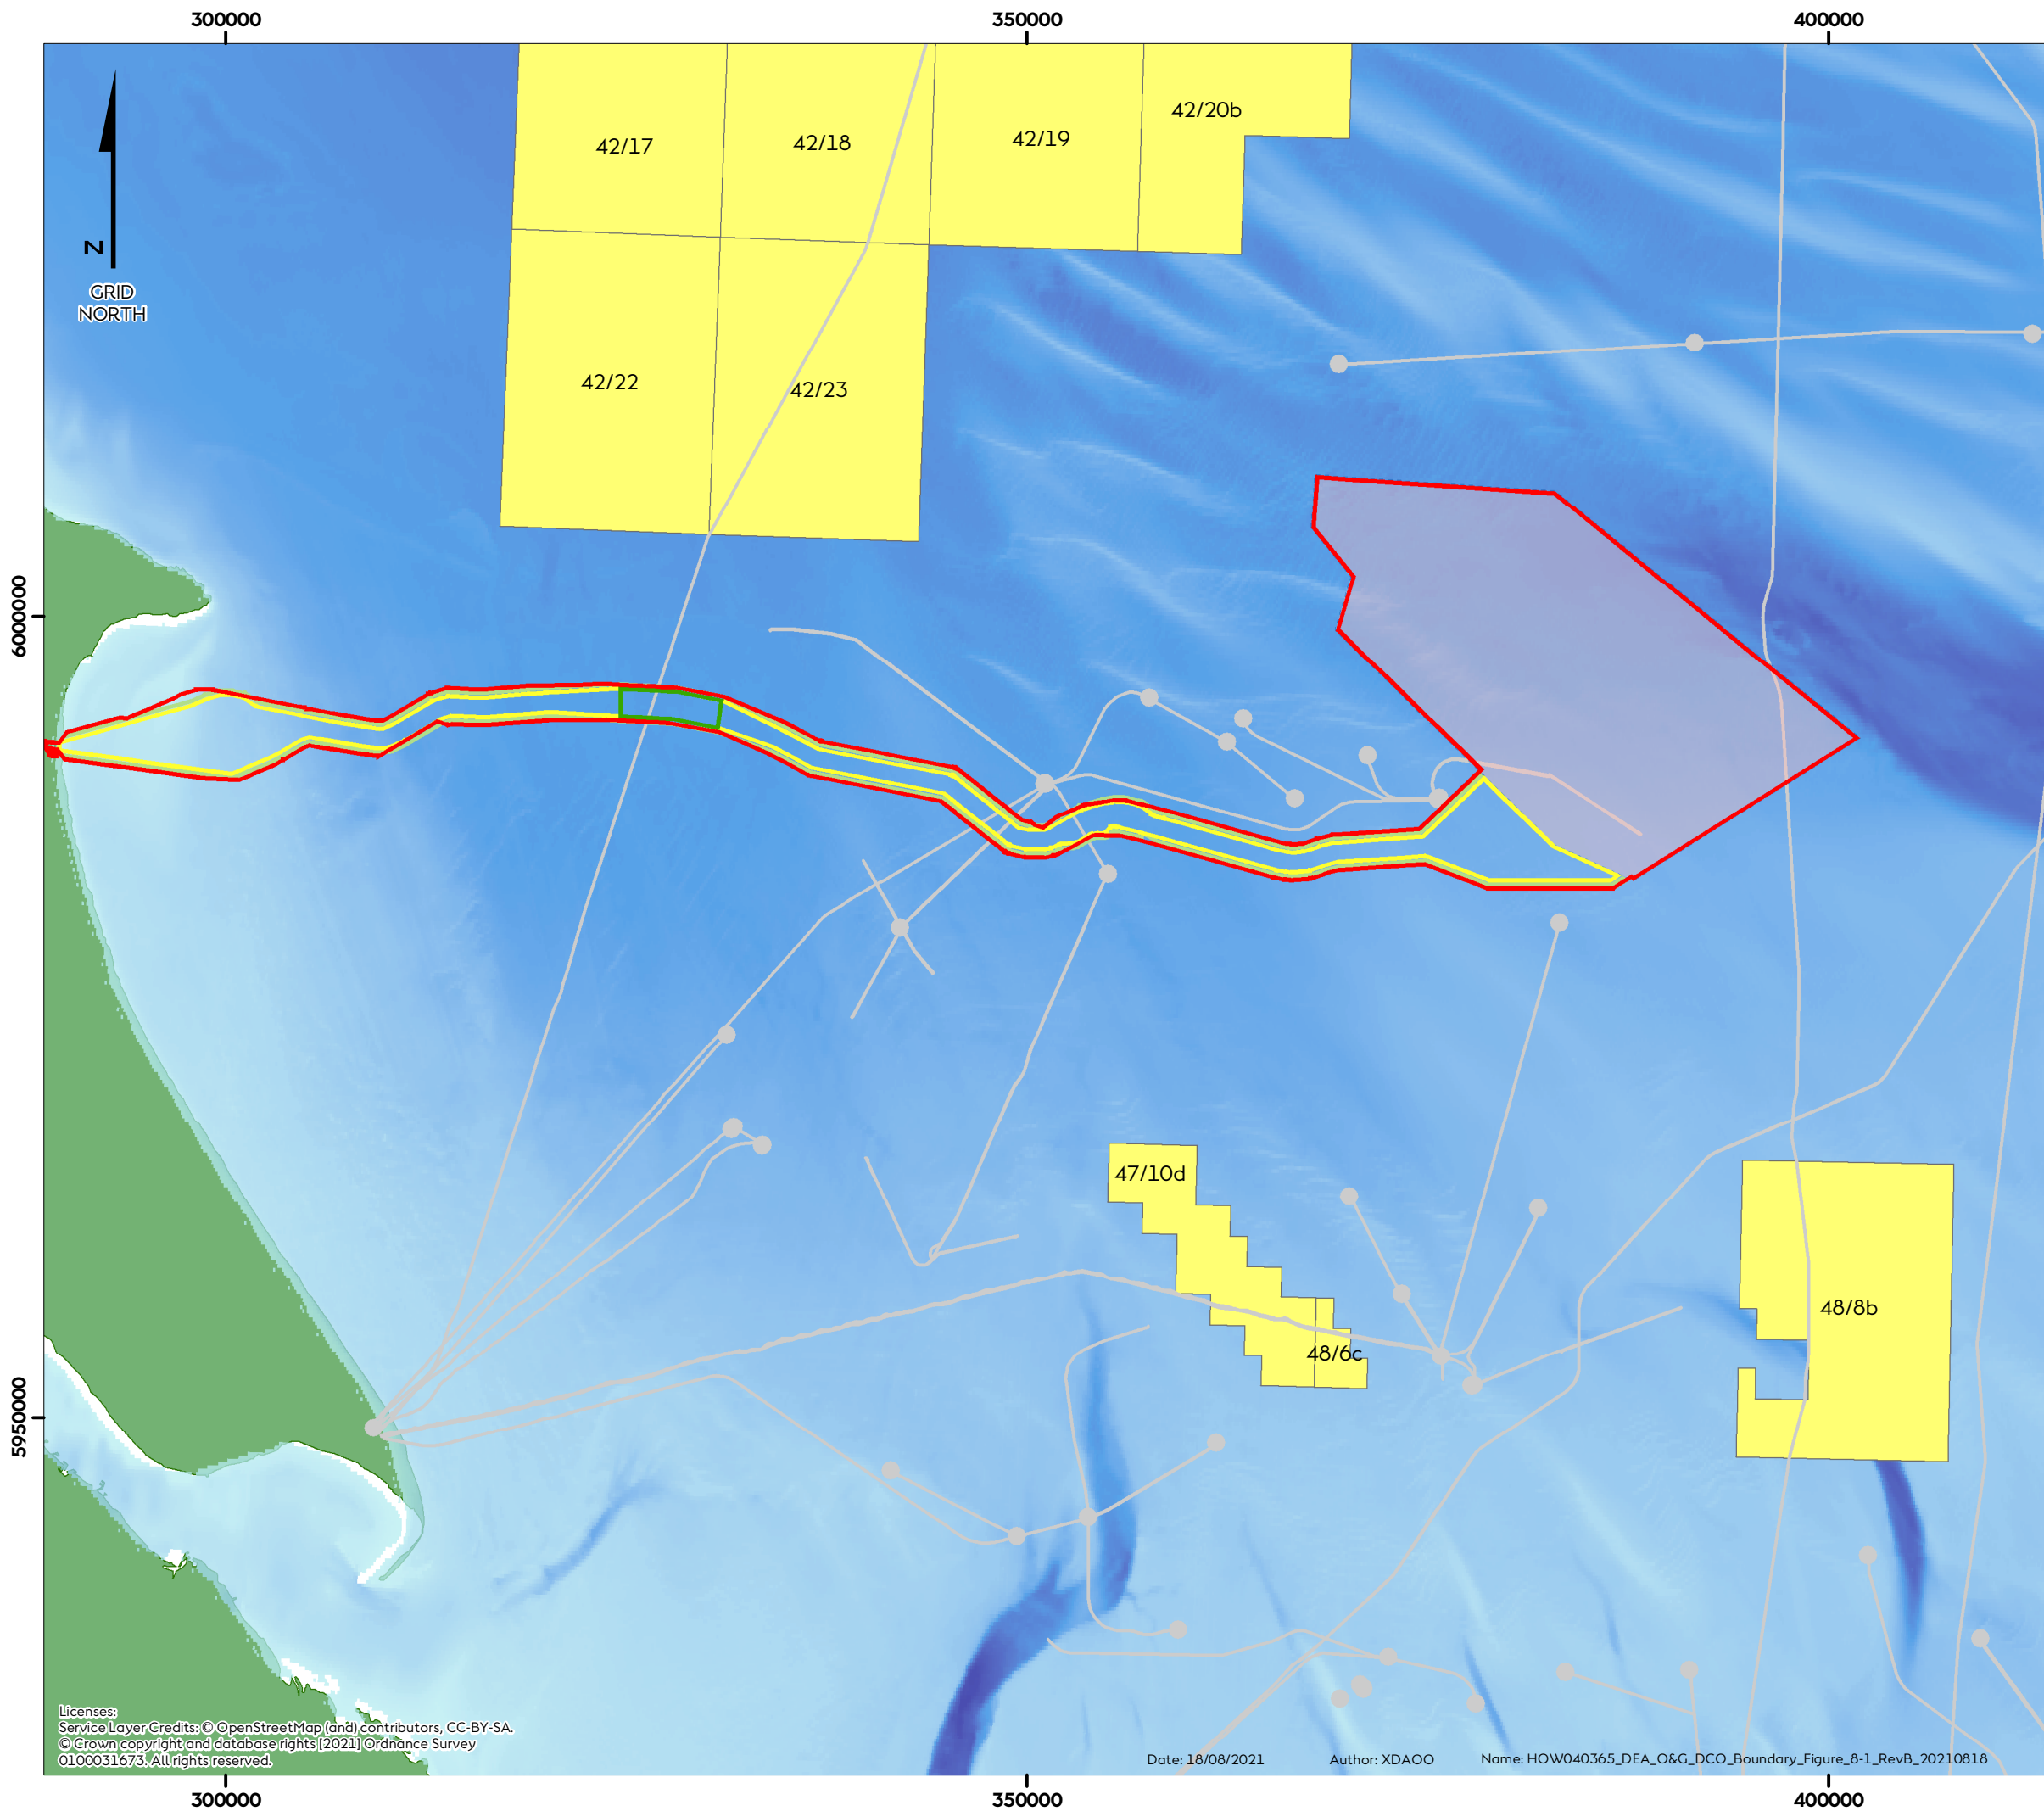 300000
350000
400000
42/17
42/18
42/19
42/20b
N
GRID
NORTH
42/22
42/23
6000000
47/10d
48/8b
48/6c
5950000
Licenses:
Service Layer Credits: © OpenStreetMap (and) contributors, CC-BY-SA.
© Crown copyright and database rights [2021] Ordnance Survey
0100031673. All rights reserved.
Date: 18/08/2021
Author: XDAOO
Name: HOW040365_DEA_O&G_DCO_Boundary_Figure_8-1_RevB_20210818
300000
350000
400000